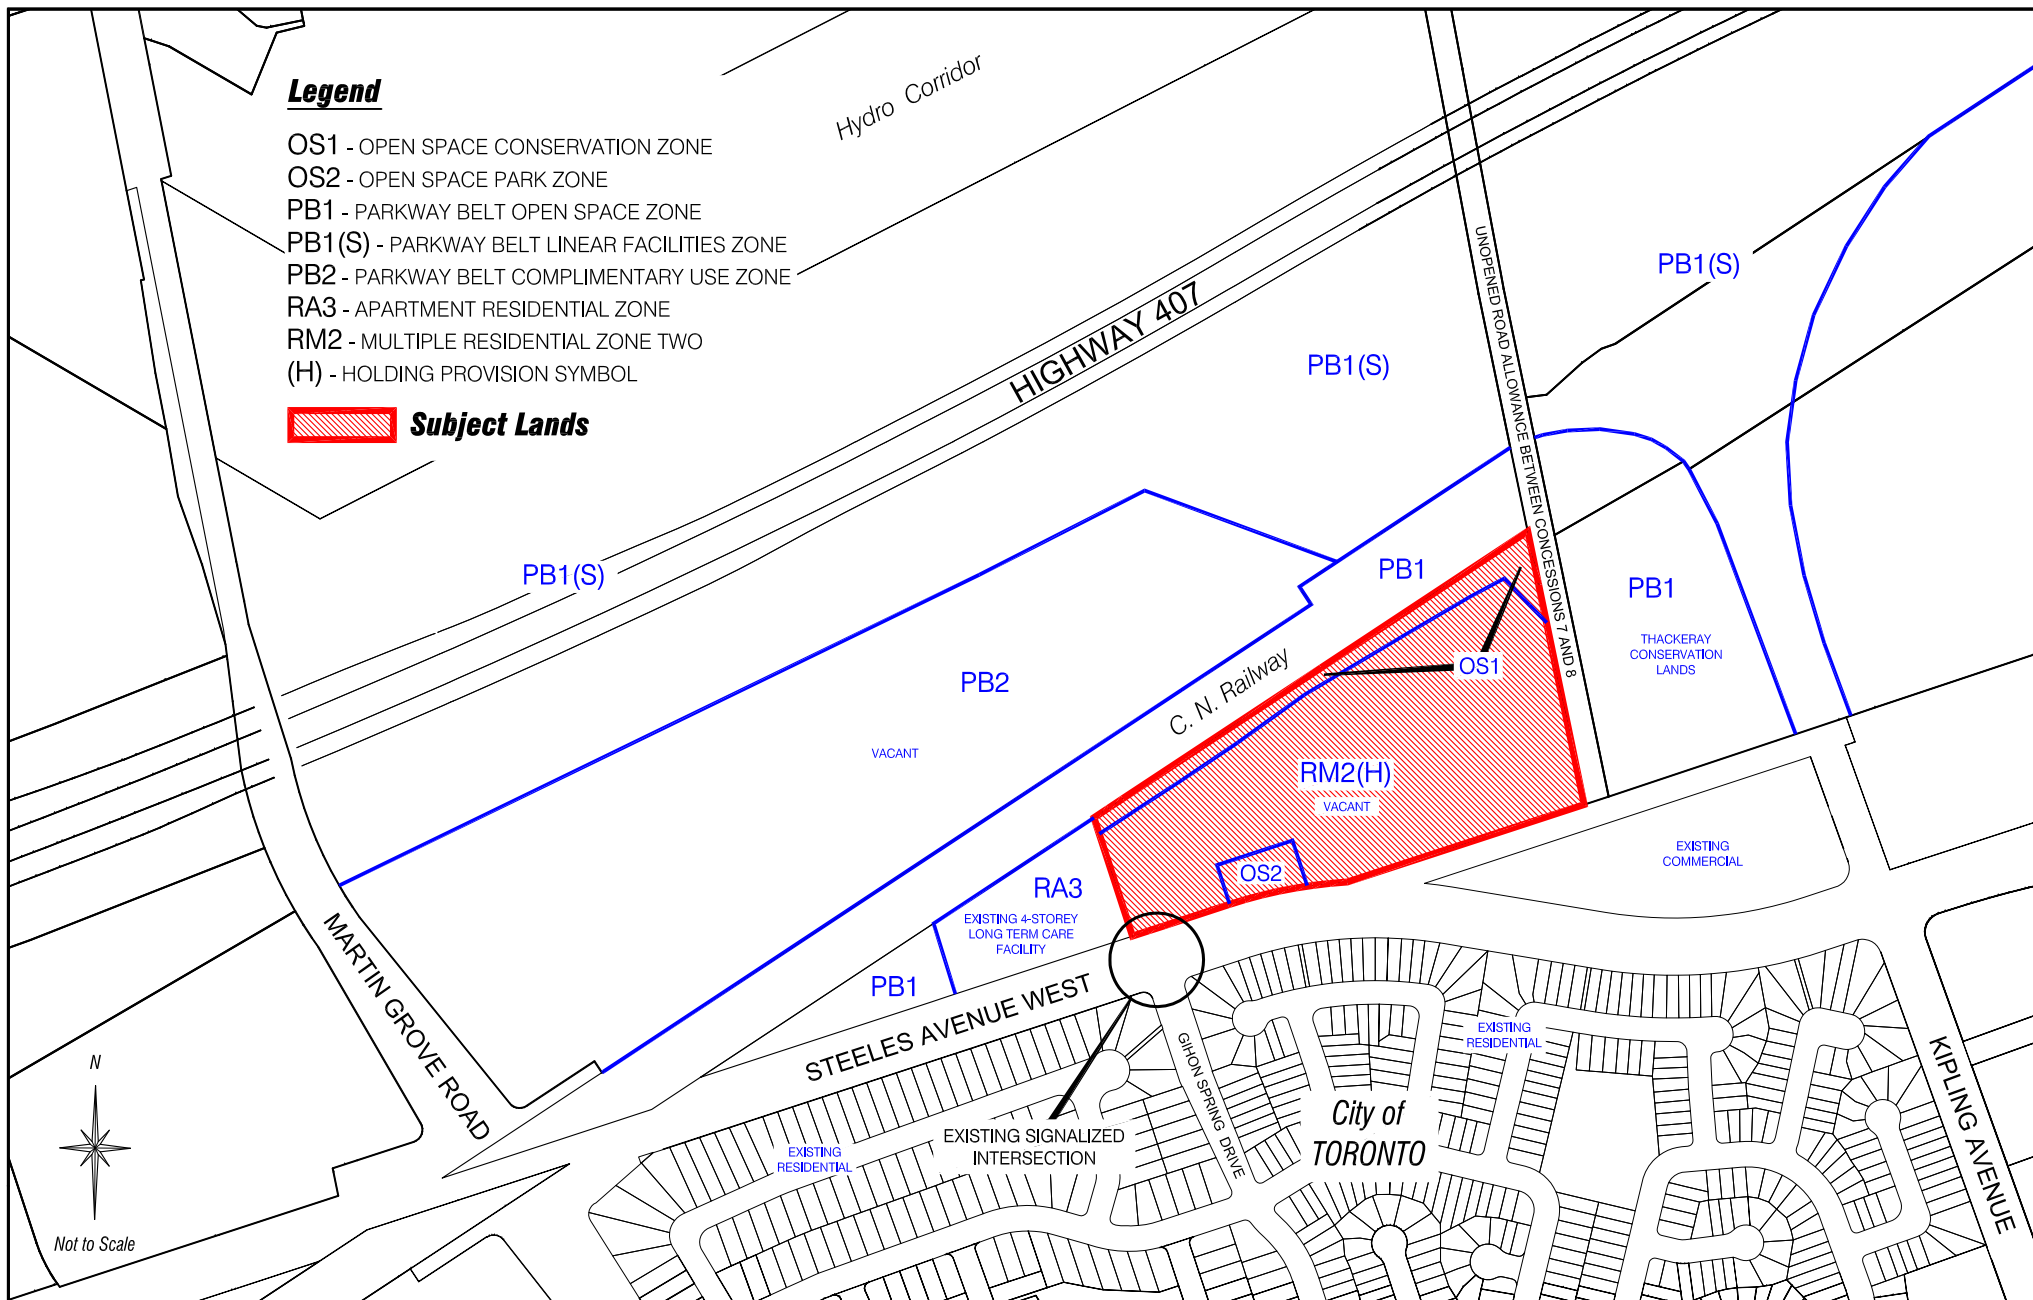 Legend
OS1 - OPEN SPACE CONSERVATION ZONE
OS2 - OPEN SPACE PARK ZONE
PB1 - PARKWAY BELT OPEN SPACE ZONE
PB1(S) - PARKWAY BELT LINEAR FACILITIES ZONE
PB2 - PARKWAY BELT COMPLIMENTARY USE ZONE
RA3 - APARTMENT RESIDENTIAL ZONE
RM2 - MULTIPLE RESIDENTIAL ZONE TWO
(H) - HOLDING PROVISION SYMBOL
Subject Lands
Hydro Corridor
HIGHWAY 407
UNOPENED ROAD ALLOWANCE BETWEEN CONCESSIONS 7 AND 8
PB1(S)
PB1(S)
PB1(S)
PB1
PB1
THACKERAY
CONSERVATION
LANDS
PB2
VACANT
C. N. Railway
OS1
RM2(H)
VACANT
OS2
RA3
EXISTING 4-STOREY
LONG TERM CARE
FACILITY
PB1
EXISTING
COMMERCIAL
MARTIN GROVE ROAD
STEELES AVENUE WEST
GIHON SPRING DRIVE
EXISTING
RESIDENTIAL
KIPLING AVENUE
City of
TORONTO
EXISTING SIGNALIZED
INTERSECTION
EXISTING
RESIDENTIAL
N
Not to Scale